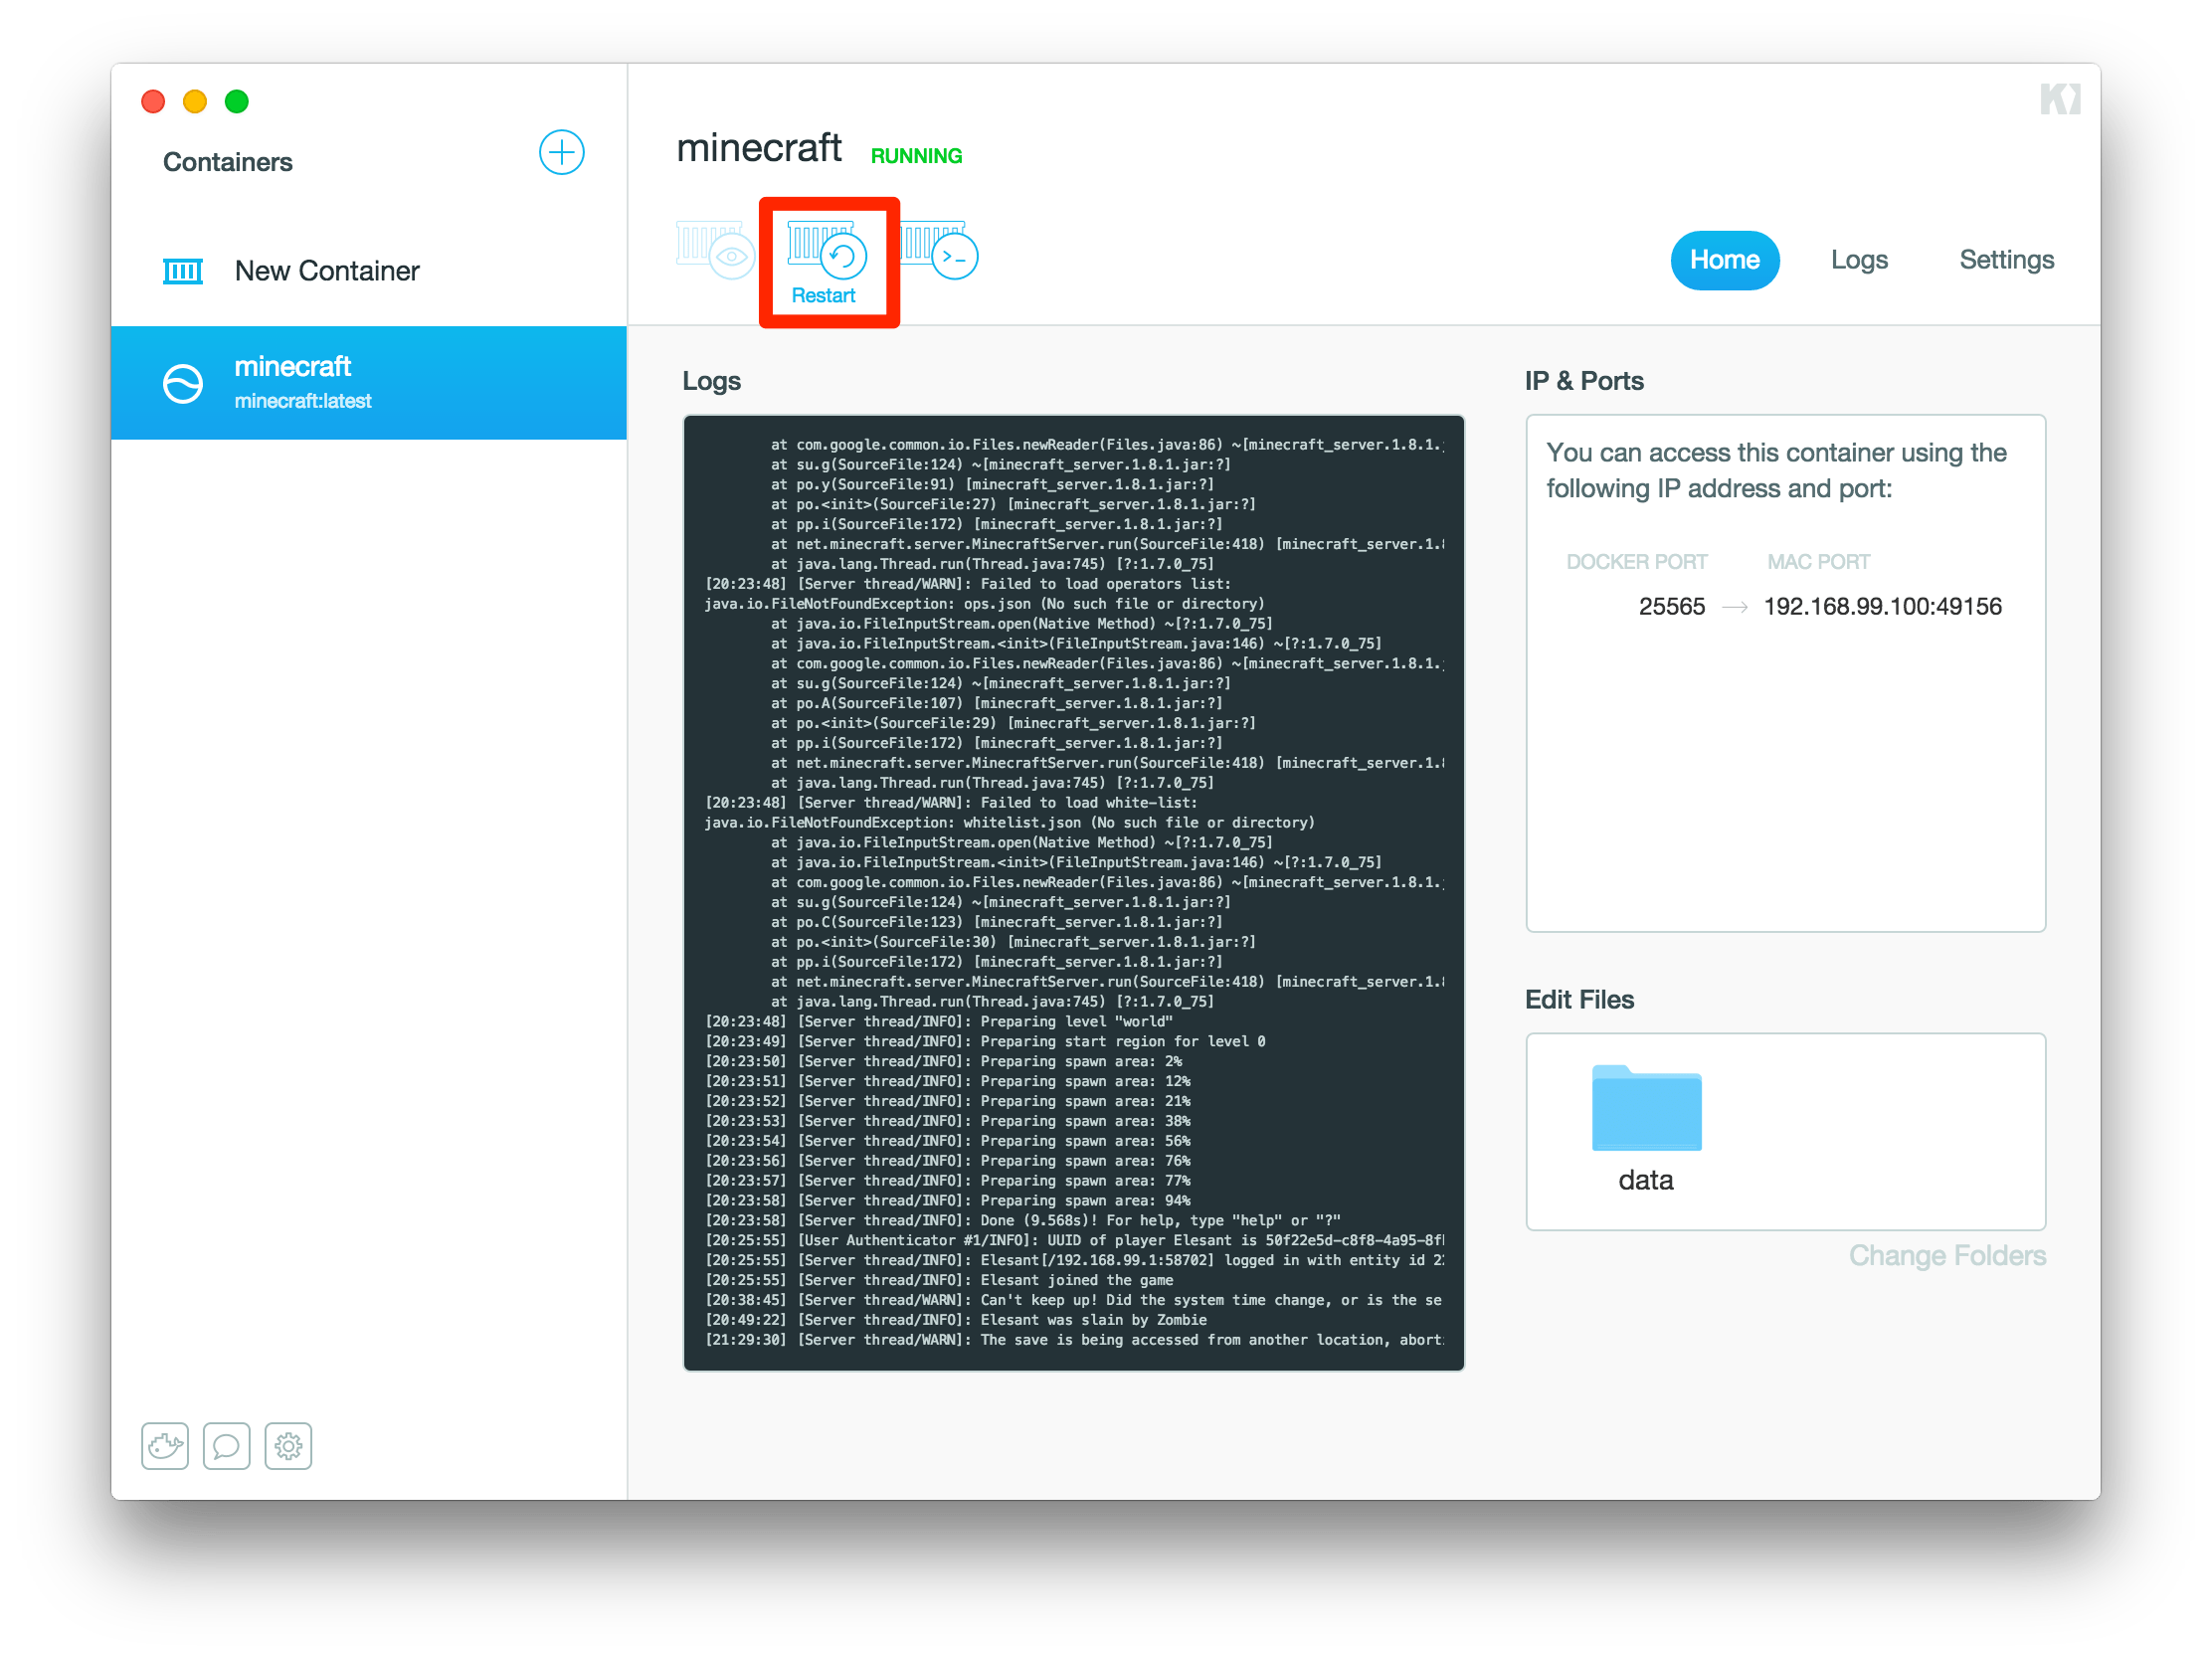 Containers
New Container
minecraft
minecraft:latest
minecraft RUNNING
Restart
Home Logs Settings
Logs
at com.google.common.io.Files.newReader(Files.java:86) ~[minecraft_server.1.8.1.
at su.g(SourceFile:124) ~[minecraft_server.1.8.1.jar:?]
at po.y(SourceFile:91) [minecraft_server.1.8.1.jar:?]
at po.<init>(SourceFile:27) [minecraft_server.1.8.1.jar:?]
at pp.i(SourceFile:172) [minecraft_server.1.8.1.jar:?]
at net.minecraft.server.MinecraftServer.run(SourceFile:418) [minecraft_server.1.
at java.lang.Thread.run(Thread.java:745) [?:1.7.0_75]
[20:23:48] [Server thread/WARN]: Failed to load operators list:
java.io.FileNotFoundException: ops.json (No such file or directory)
at java.io.FileInputStream.open(Native Method) ~[?:1.7.0_75]
at java.io.FileInputStream.<init>(FileInputStream.java:146) ~[?:1.7.0_75]
at com.google.common.io.Files.newReader(Files.java:86) ~[minecraft_server.1.8.1.
at su.g(SourceFile:124) ~[minecraft_server.1.8.1.jar:?]
at po.A(SourceFile:107) [minecraft_server.1.8.1.jar:?]
at po.<init>(SourceFile:29) [minecraft_server.1.8.1.jar:?]
at pp.i(SourceFile:172) [minecraft_server.1.8.1.jar:?]
at net.minecraft.server.MinecraftServer.run(SourceFile:418) [minecraft_server.1.
at java.lang.Thread.run(Thread.java:745) [?:1.7.0_75]
[20:23:48] [Server thread/WARN]: Failed to load white-list:
java.io.FileNotFoundException: whitelist.json (No such file or directory)
at java.io.FileInputStream.open(Native Method) ~[?:1.7.0_75]
at java.io.FileInputStream.<init>(FileInputStream.java:146) ~[?:1.7.0_75]
at com.google.common.io.Files.newReader(Files.java:86) ~[minecraft_server.1.8.1.
at su.g(SourceFile:124) ~[minecraft_server.1.8.1.jar:?]
at po.C(SourceFile:123) [minecraft_server.1.8.1.jar:?]
at po.<init>(SourceFile:30) [minecraft_server.1.8.1.jar:?]
at pp.i(SourceFile:172) [minecraft_server.1.8.1.jar:?]
at net.minecraft.server.MinecraftServer.run(SourceFile:418) [minecraft_server.1.
at java.lang.Thread.run(Thread.java:745) [?:1.7.0_75]
[20:23:48] [Server thread/INFO]: Preparing level "world"
[20:23:49] [Server thread/INFO]: Preparing start region for level 0
[20:23:50] [Server thread/INFO]: Preparing spawn area: 2%
[20:23:51] [Server thread/INFO]: Preparing spawn area: 12%
[20:23:52] [Server thread/INFO]: Preparing spawn area: 21%
[20:23:53] [Server thread/INFO]: Preparing spawn area: 38%
[20:23:54] [Server thread/INFO]: Preparing spawn area: 56%
[20:23:56] [Server thread/INFO]: Preparing spawn area: 76%
[20:23:57] [Server thread/INFO]: Preparing spawn area: 77%
[20:23:58] [Server thread/INFO]: Preparing spawn area: 94%
[20:23:58] [Server thread/INFO]: Done (9.568s)! For help, type "help" or "?"
[20:25:55] [User Authenticator #1/INFO]: UUID of player Elesant is 50f22e5d-c8f8-4a95-8f
[20:25:55] [Server thread/INFO]: Elesant[/192.168.99.1:58702] logged in with entity id 2
[20:25:55] [Server thread/INFO]: Elesant joined the game
[20:38:45] [Server thread/WARN]: Can't keep up! Did the system time change, or is the se
[20:49:22] [Server thread/INFO]: Elesant was slain by Zombie
[21:29:30] [Server thread/WARN]: The save is being accessed from another location, abort
IP & Ports
You can access this container using the
following IP address and port:
DOCKER PORT MAC PORT
25565 → 192.168.99.100:49156
Edit Files
data
Change Folders